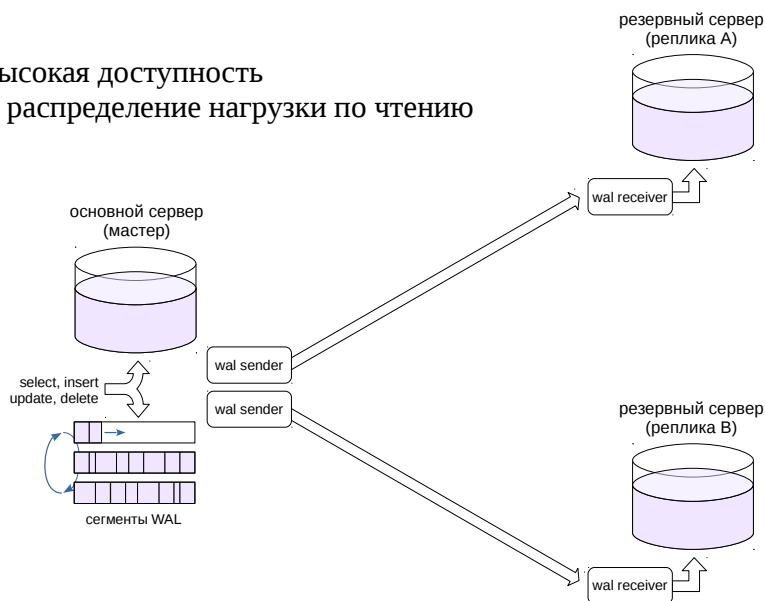 ысокая доступность
распределение нагрузки по чтению
резервный сервер
(реплика A)
wal receiver
основной сервер
(мастер)
wal sender
select, insert
update, delete
wal sender
сегменты WAL
резервный сервер
(реплика B)
wal receiver